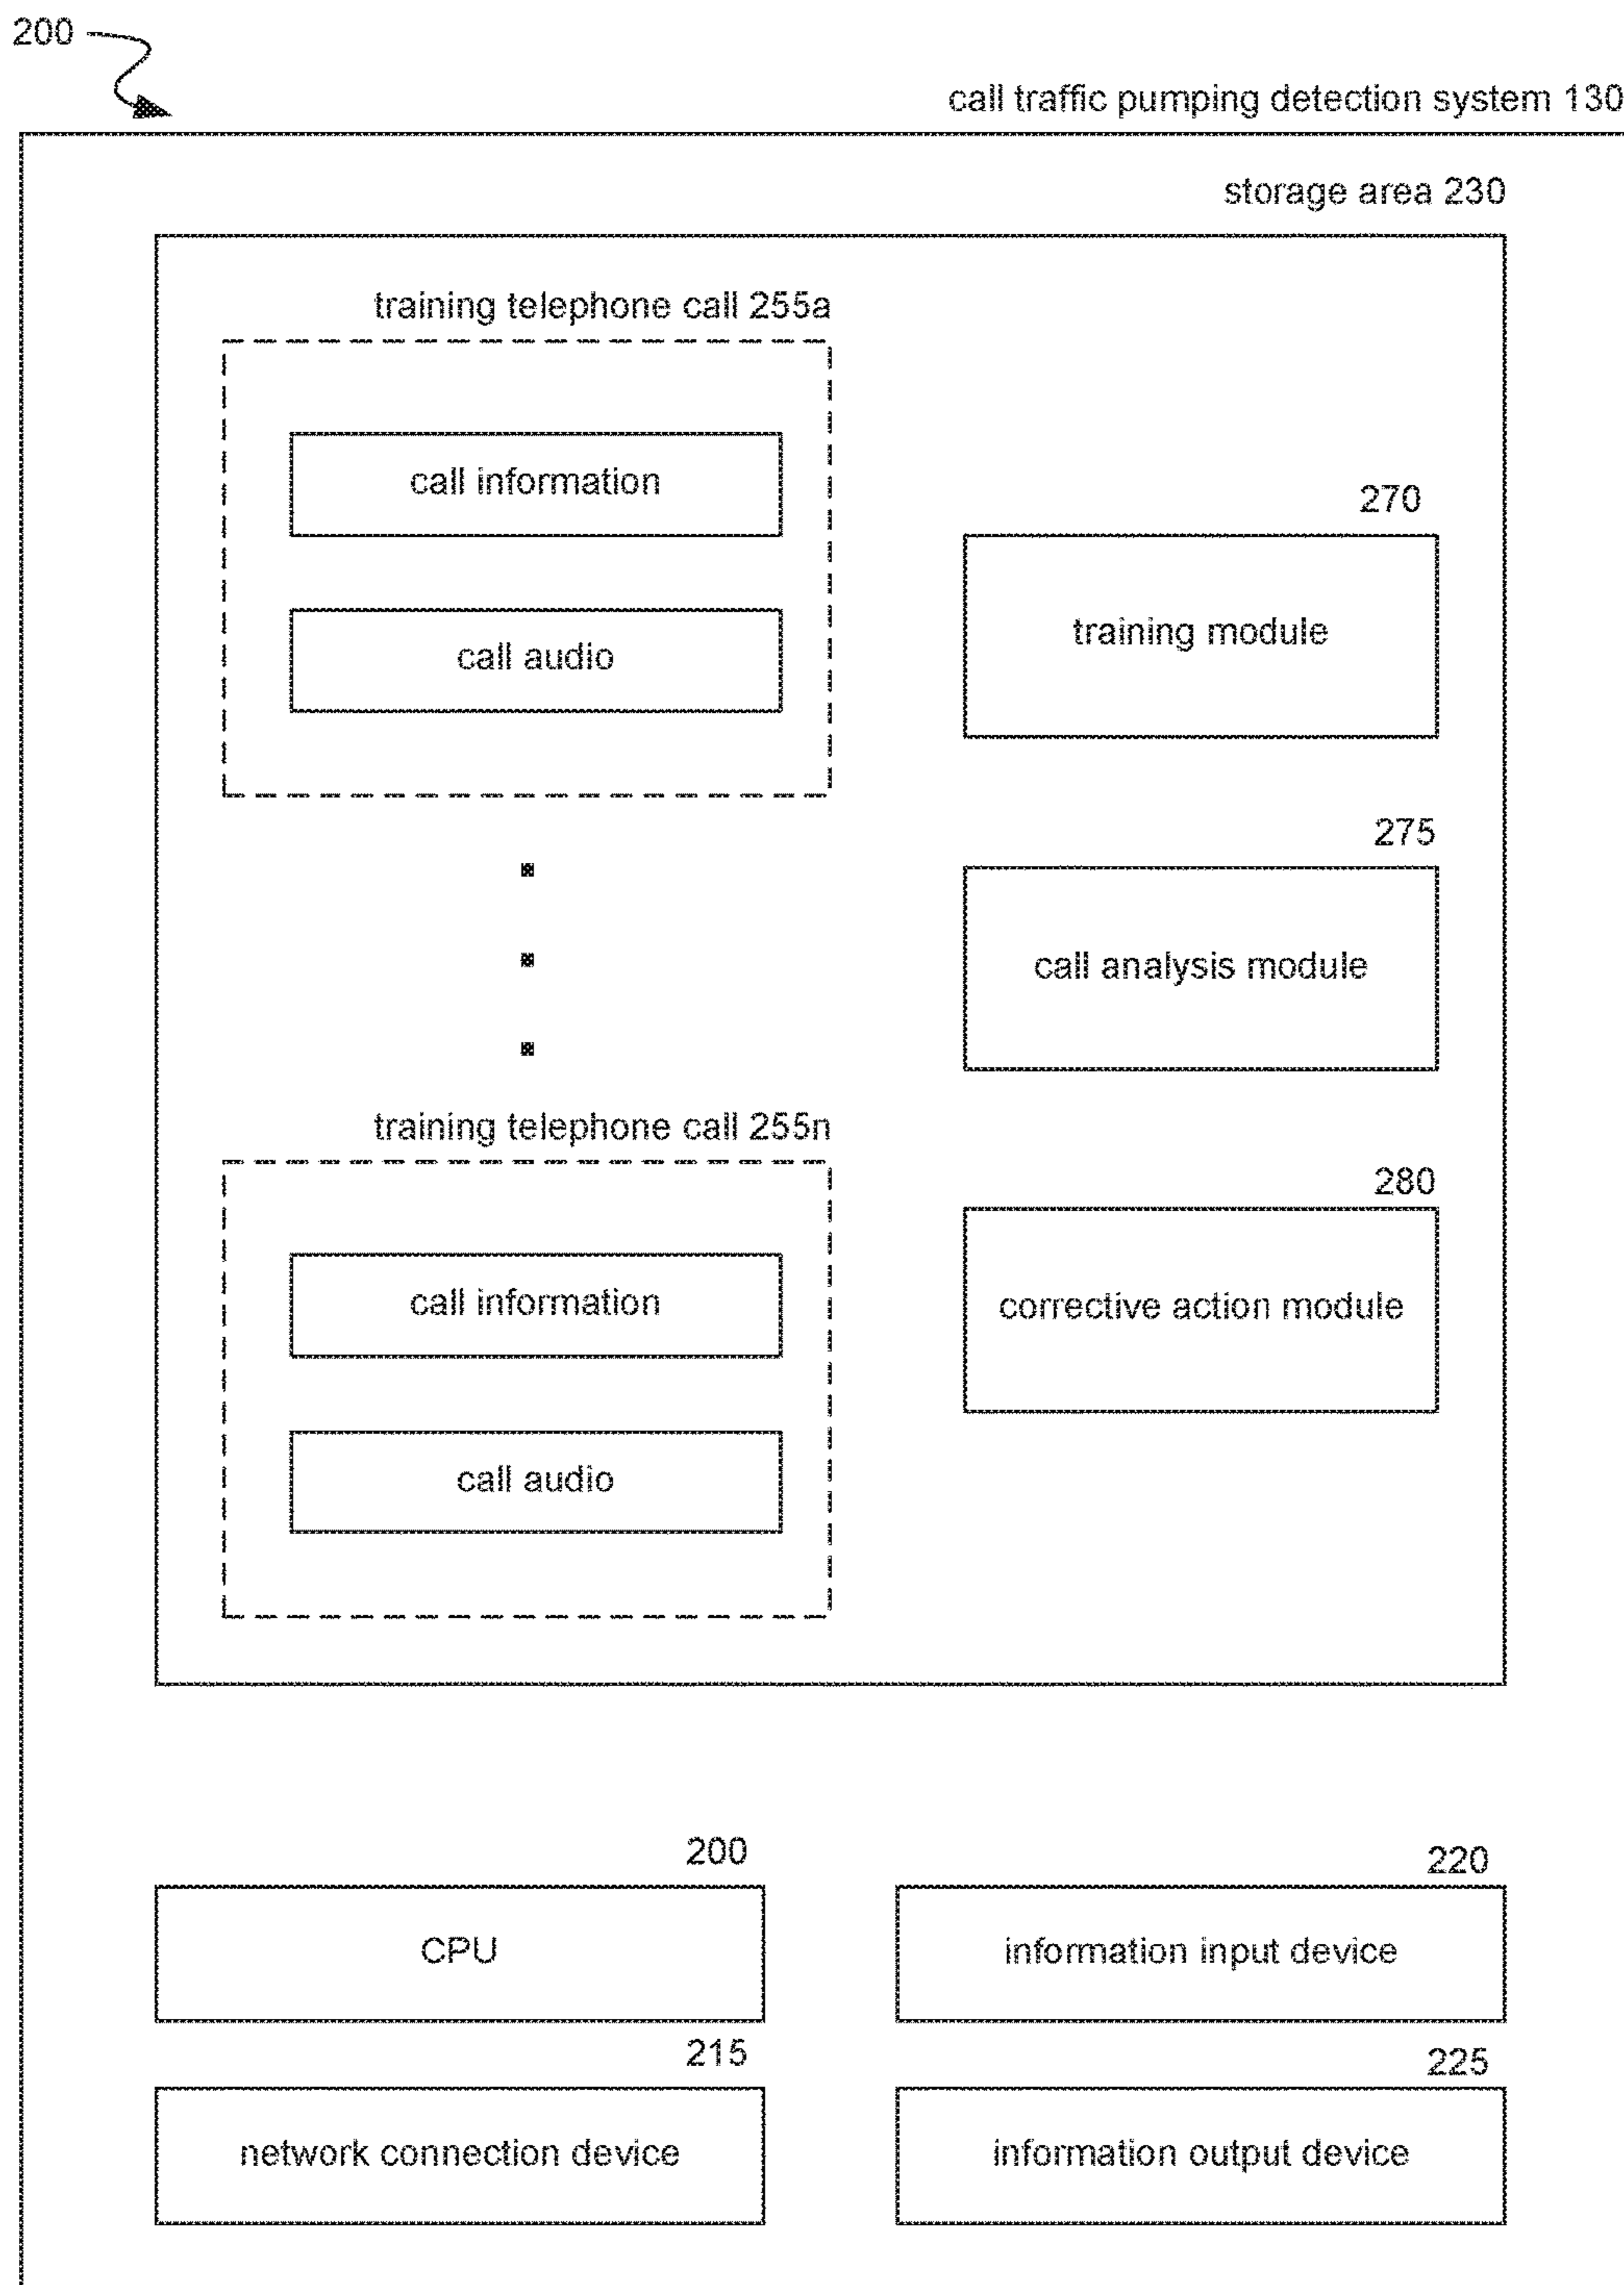 200
call traffic pumping detection system 130
storage area 230
training telephone call 255a
call information
call audio
270
training module
275
call analysis module
training telephone call 255n
call information
call audio
280
corrective action module
200
CPU
220
information input device
215
network connection device
225
information output device